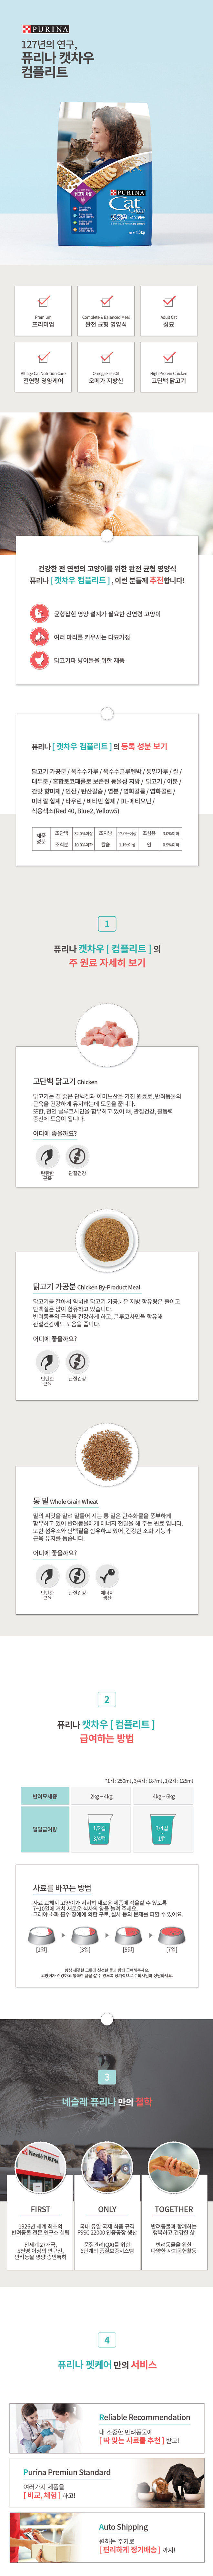 PURINA
127년의 연구,
퓨리나 캣차우
컴플리트
PURINA
Cat
Chow
1.5kg
Premium
프리미엄
Complete & Balanced Meal
완전 균형 영양식
Adult Cat
성묘
All-age Cat Nutrition Care
전연령 영양케어
Omega Fish Oil
오메가 지방산
High Protein Chicken
고단백 닭고기
건강한 전 연령의 고양이를 위한 완전 균형 영양식
퓨리나 [ 캣차우 컴플리트 ] , 이런 분들께 추천합니다!
균형잡힌 영양 설계가 필요한 전연령 고양이
여러 마리를 키우시는 다묘가정
닭고기파 냥이들을 위한 제품
퓨리나 [ 캣차우 컴플리트 ] 의 등록 성분 보기
닭고기 가공분 / 옥수수가루 / 옥수수글루텐박 / 통밀가루 / 쌀 /
대두분 / 혼합토코페롤로 보존된 동물성 지방 / 닭고기 / 어분 /
간맛 향미제 / 인산 / 탄산칼슘 / 염분 / 염화칼륨 / 염화콜린 /
미네랄 합제 / 타우린 / 비타민 합제 / DL-메티오닌 /
식용색소(Red 40, Blue2, Yellow5)
제품
성분
조단백 32.0%이상 조지방 12.0%이상 조섬유 3.0%이하
조회분 10.0%이하 칼슘 1.1%이상 인 0.9%이하
1
퓨리나 캣차우 [ 컴플리트 ] 의
주 원료 자세히 보기
고단백 닭고기 Chicken
닭고기는 질 좋은 단백질과 아미노산을 가진 원료로, 반려동물의
근육을 건강하게 유지하는데 도움을 줍니다.
또한, 천연 글루코사민을 함유하고 있어 뼈, 관절건강, 활동력
증진에 도움이 됩니다.
어디에 좋을까요?
탄탄한
근육
관절건강
닭고기 가공분 Chicken By-Product Meal
닭고기를 갈아서 익혀낸 닭고기 가공분은 지방 함유량은 줄이고
단백질은 많이 함유하고 있습니다.
반려동물의 근육을 건강하게 하고, 글루코사민을 함유해
관절건강에도 도움을 줍니다.
어디에 좋을까요?
탄탄한
근육
관절건강
통 밀 Whole Grain Wheat
밀의 씨앗을 말려 만들어 지는 통 밀은 탄수화물을 풍부하게
함유하고 있어 반려동물에게 에너지 전달을 해 주는 원료 입니다.
또한 섬유소와 단백질을 함유하고 있어, 건강한 소화 기능과
근육 유지를 돕습니다.
어디에 좋을까요?
탄탄한
근육
관절건강
에너지
생산
2
퓨리나 캣차우 [ 컴플리트 ]
급여하는 방법
*1컵 : 250ml , 3/4컵 : 187ml , 1/2컵 : 125ml
반려묘체중 2kg ~ 4kg 4kg ~ 6kg
일일급여량
1/2컵
~
3/4컵
3/4컵
~
1컵
사료를 바꾸는 방법
사료 교체시 고양이가 서서히 새로운 제품에 적응할 수 있도록
7~10일에 거쳐 새로운 식사의 양을 늘려 주세요.
그래야 소화 흡수 장애에 의한 구토, 설사 등의 문제를 피할 수 있어요.
[1일] [3일] [5일] [7일]
항상 깨끗한 그릇에 신선한 물과 함께 급여해주세요.
고양이가 건강하고 행복한 삶을 살 수 있도록 정기적으로 수의사님과 상담하세요.
3
네슬레 퓨리나 만의 철학
Nestlé PURINA
FIRST
1926년 세계 최초의
반려동물 전문 연구소 설립
전세계 27개국,
5천명 이상의 연구진,
반려동물 영양 승인특허
ONLY
국내 유일 국제 식품 규격
FSSC 22000 인증공장 생산
품질관리(QA)를 위한
6단계의 품질보증시스템
TOGETHER
반려동물과 함께하는
행복하고 건강한 삶
반려동물을 위한
다양한 사회공헌활동
4
퓨리나 펫케어 만의 서비스
Reliable Recommendation
내 소중한 반려동물에
[ 딱 맞는 사료를 추천 ] 받고!
Purina Premiun Standard
여러가지 제품을
[ 비교, 체험 ] 하고!
Auto Shipping
원하는 주기로
[ 편리하게 정기배송 ] 까지!